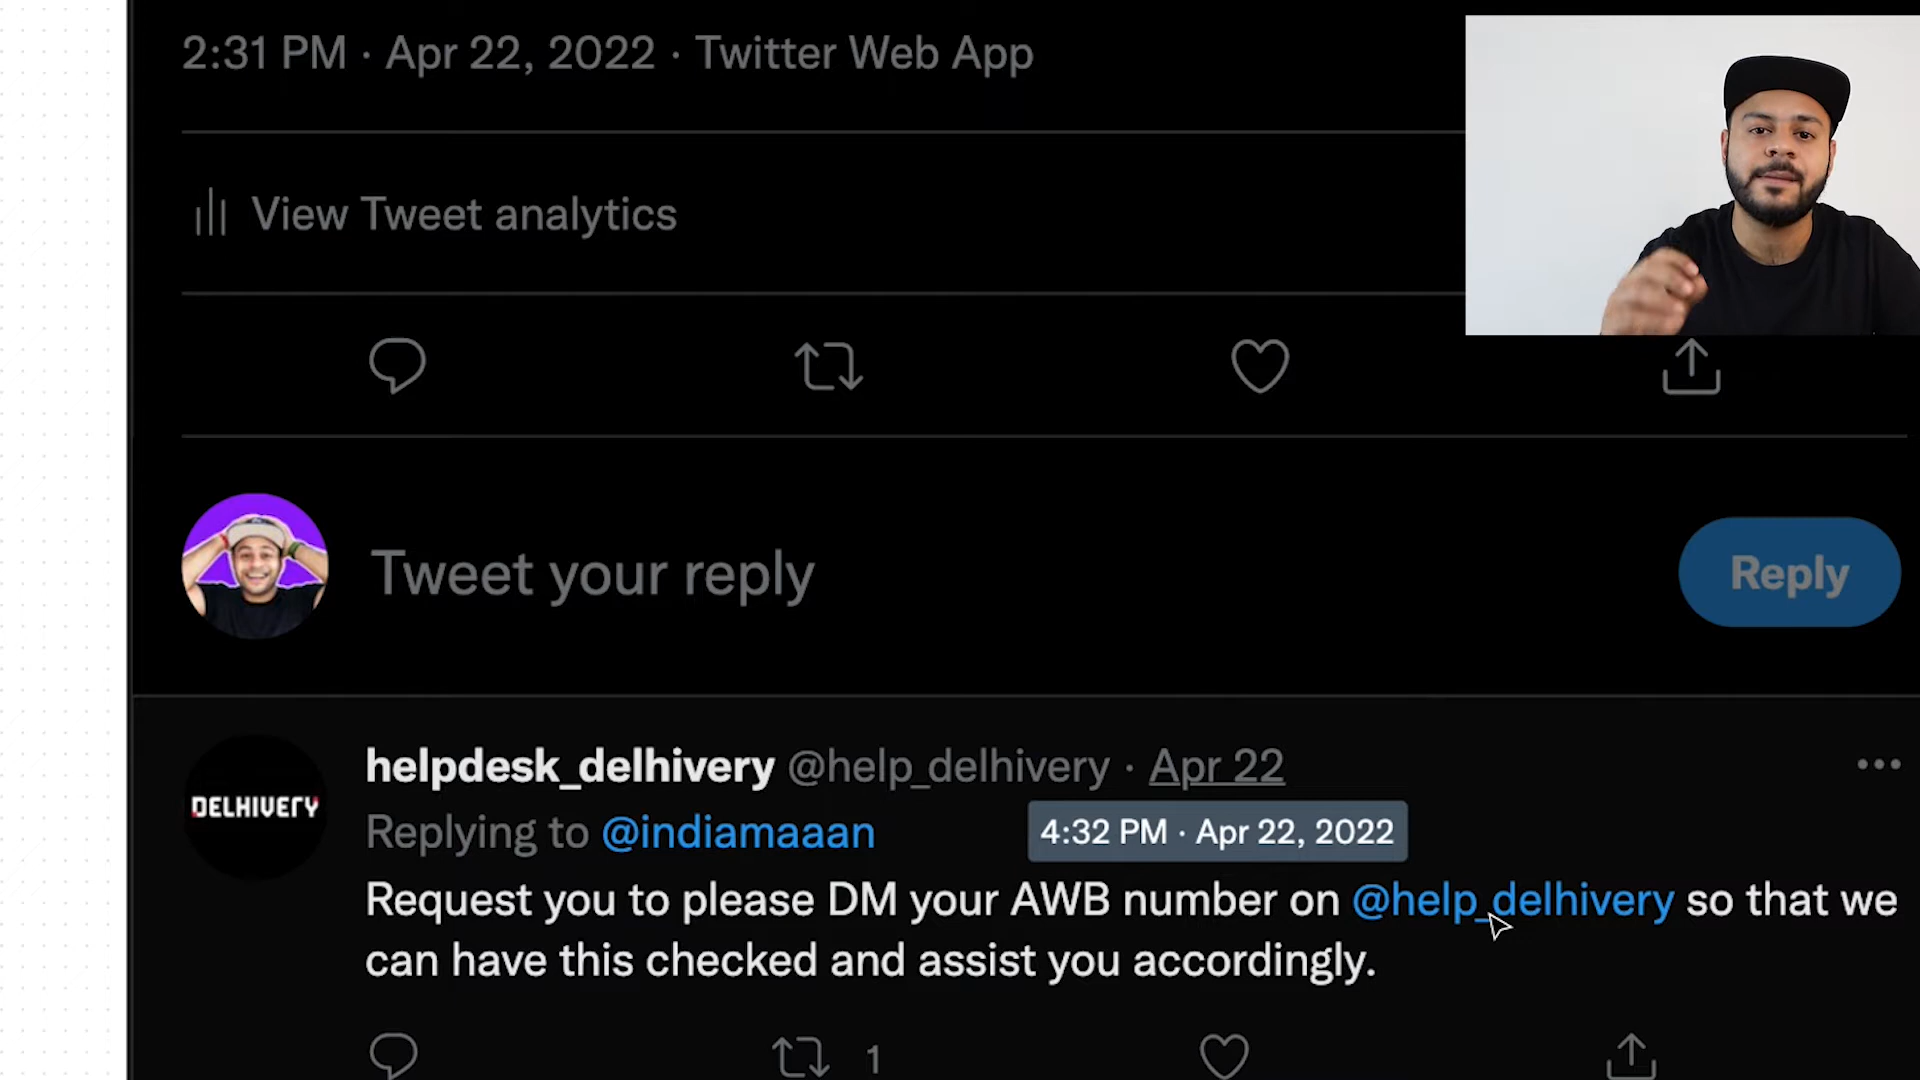 2:31 PM · Apr 22, 2022 · Twitter Web App
View Tweet analytics
Tweet your reply
Reply
helpdesk_delhivery @help_delhivery · Apr 22
DELHIVERY
Replying to @indiamaaan
4:32 PM · Apr 22, 2022
Request you to please DM your AWB number on @help_delhivery so that we
can have this checked and assist you accordingly.
1